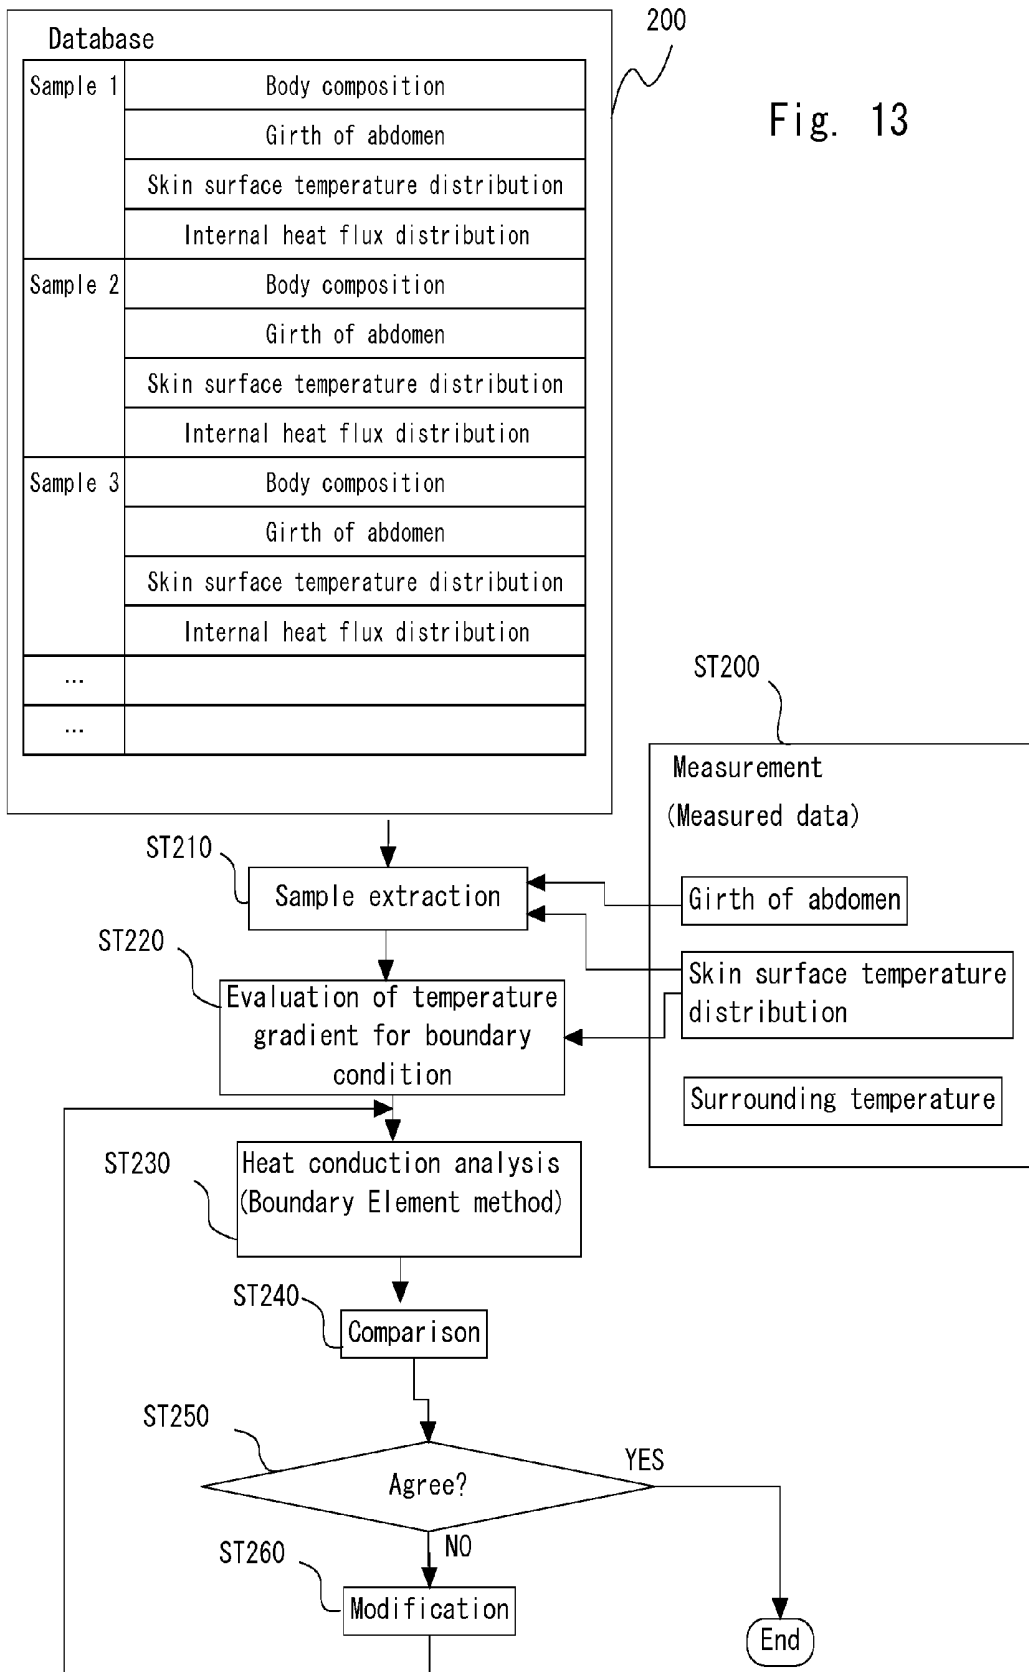 200
Database
Fig. 13
Sample 1
Body composition
Girth of abdomen
Skin surface temperature distribution
Internal heat flux distribution
Sample 2
Body composition
Girth of abdomen
Skin surface temperature distribution
Internal heat flux distribution
Sample 3
Body composition
Girth of abdomen
Skin surface temperature distribution
Internal heat flux distribution
...
...
ST200
Measurement
(Measured data)
Girth of abdomen
Skin surface temperature
distribution
Surrounding temperature
ST210
Sample extraction
ST220
Evaluation of temperature
gradient for boundary
condition
ST230
Heat conduction analysis
(Boundary Element method)
ST240
Comparison
ST250
Agree?
YES
NO
ST260
Modification
End